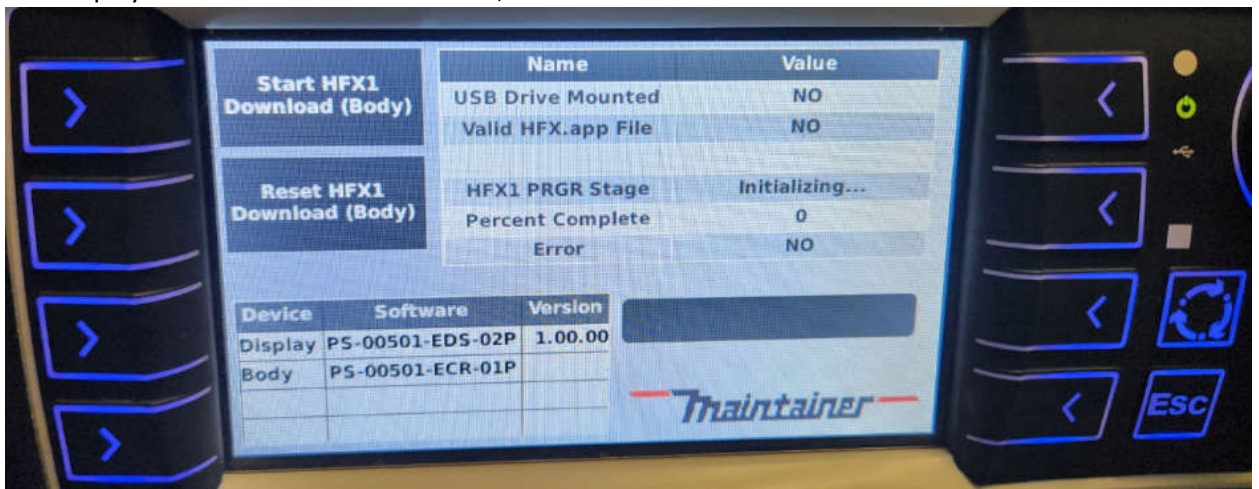 Start HFX1
Download (Body)
Reset HFX1
Download (Body)
Name Value
USB Drive Mounted NO
Valid HFX.app File NO
HFX1 PRGR Stage Initializing...
Percent Complete 0
Error NO
Device Software Version
Display PS-00501-EDS-02P 1.00.00
Body PS-00501-ECR-01P
Maintainer
ESC